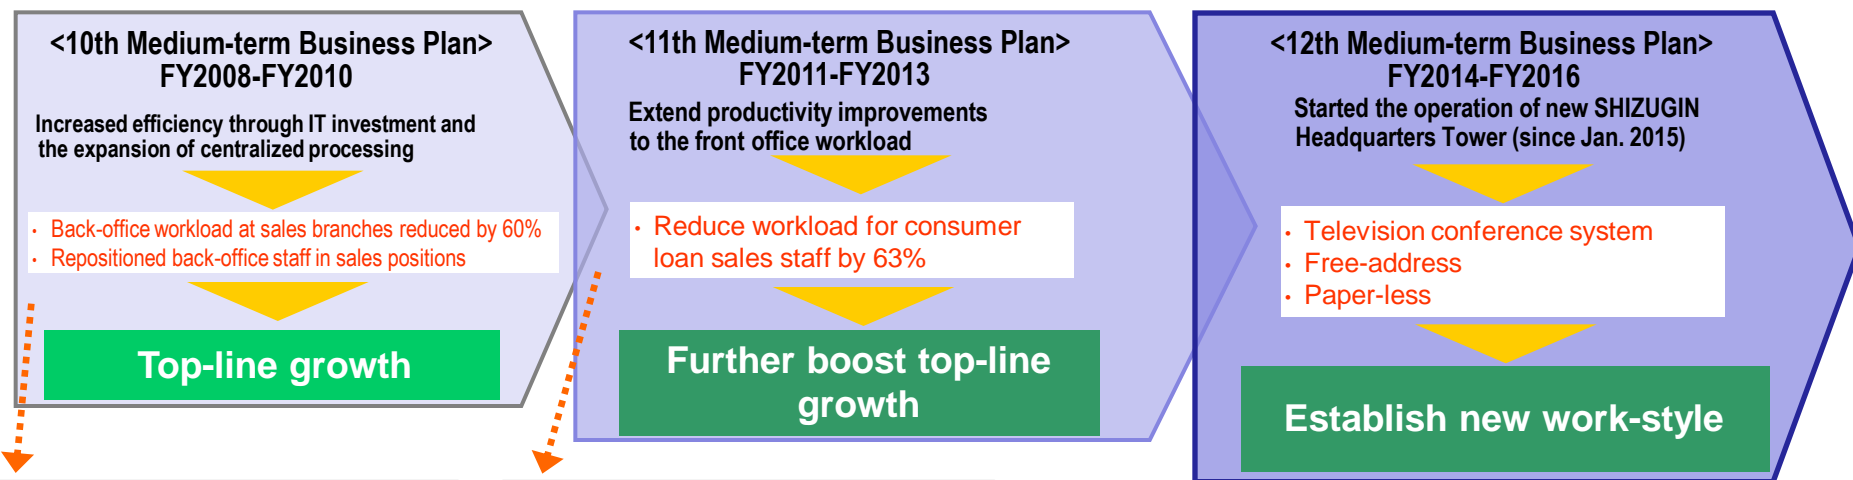 <10th Medium-term Business Plan>
FY2008-FY2010
Increased efficiency through IT investment and
the expansion of centralized processing
・Back-office workload at sales branches reduced by 60%
・Repositioned back-office staff in sales positions
Top-line growth
<11th Medium-term Business Plan>
FY2011-FY2013
Extend productivity improvements
to the front office workload
・Reduce workload for consumer
loan sales staff by 63%
Further boost top-line
growth
<12th Medium-term Business Plan>
FY2014-FY2016
Started the operation of new SHIZUGIN
Headquarters Tower (since Jan. 2015)
・Television conference system
・Free-address
・Paper-less
Establish new work-style